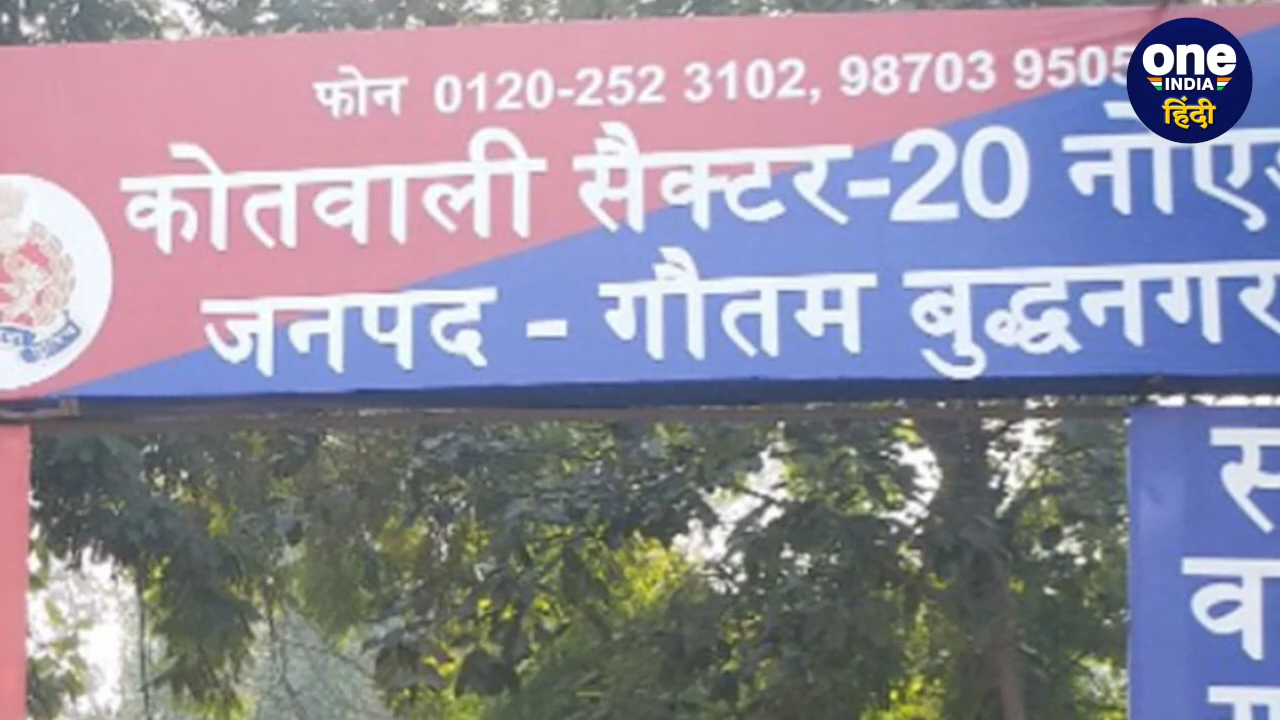 फोन 0120-252 3102, 98703 9505
one
INDIA
हिंदी
कोतवाली सैक्टर-20
जनपद - गौतम बुद्धनगर